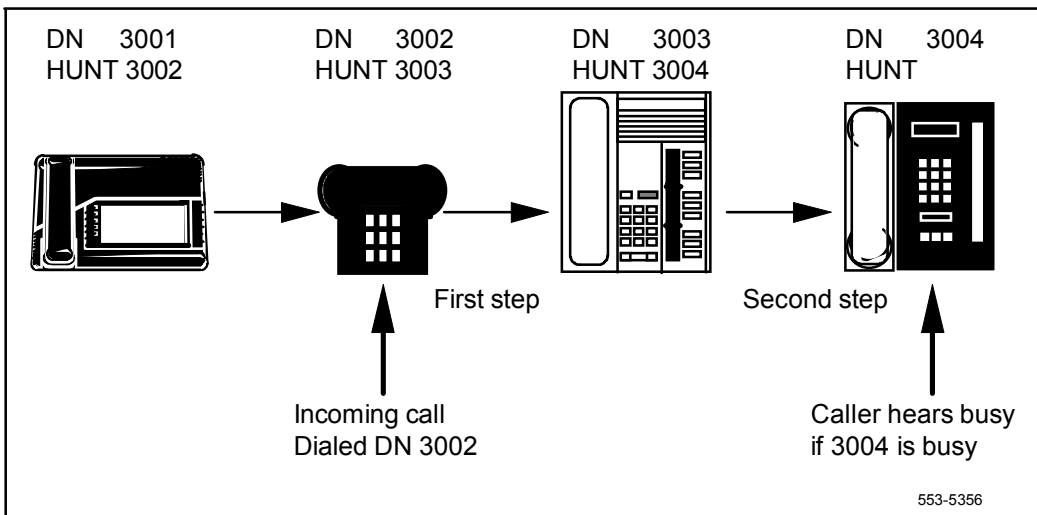 DN 3001
HUNT 3002
DN 3002
HUNT 3003
DN 3003
HUNT 3004
DN 3004
HUNT
First step
Second step
Incoming call
Dialed DN 3002
Caller hears busy
if 3004 is busy
553-5356